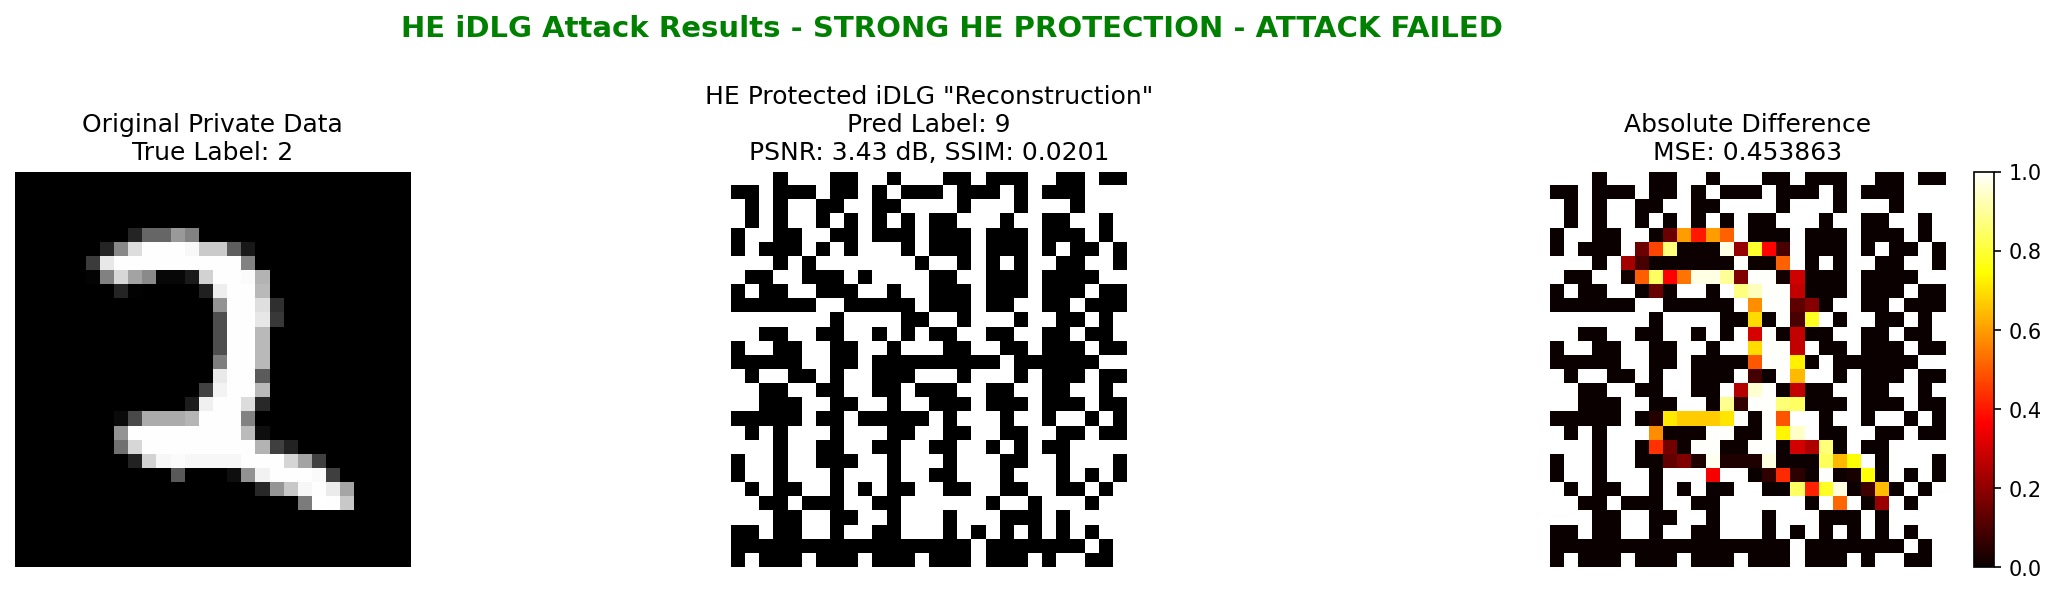 HE iDLG Attack Results - STRONG HE PROTECTION - ATTACK FAILED
Original Private Data
True Label: 2
HE Protected iDLG "Reconstruction"
Pred Label: 9
PSNR: 3.43 dB, SSIM: 0.0201
Absolute Difference
MSE: 0.453863
1.0
0.8
0.6
0.4
0.2
0.0